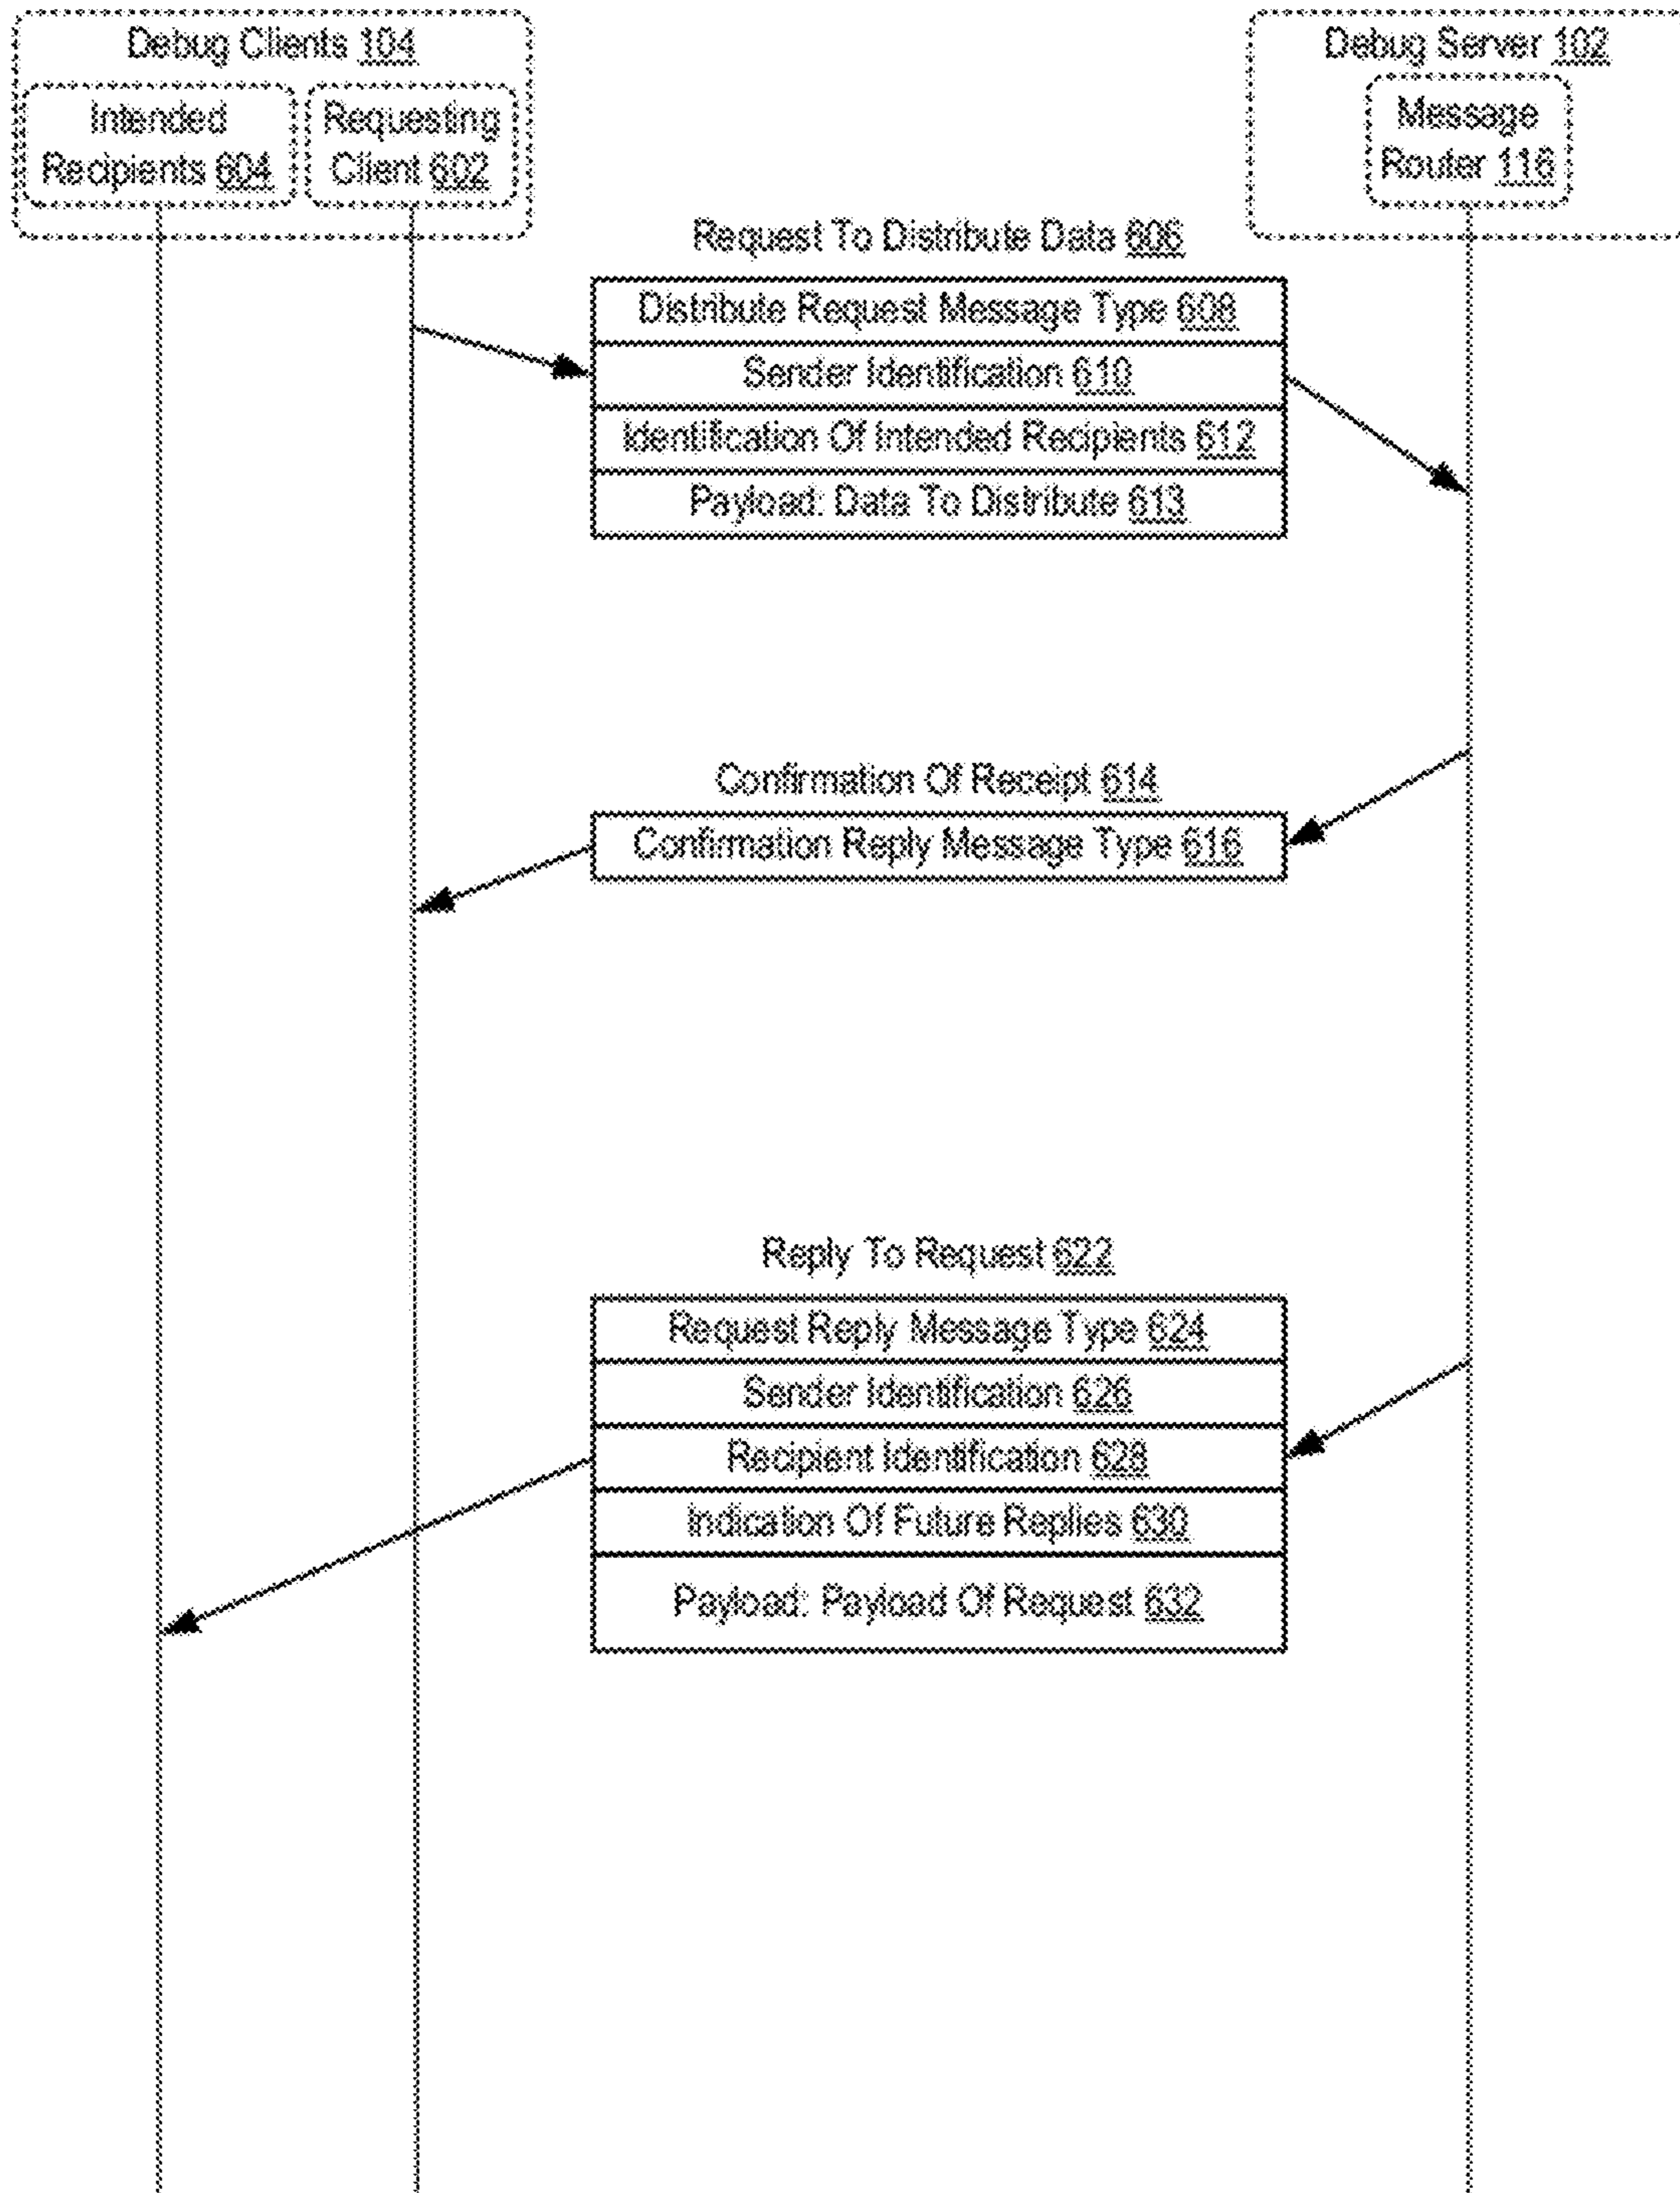 Debug Clients 104
Intended
Recipients 604
Requesting
Client 602
Debug Server 102
Message
Router 116
Request To Distribute Data 606
Distribute Request Message Type 608
Sender Identification 610
Identification Of Intended Recipients 612
Payload: Data To Distribute 613
Confirmation Of Receipt 614
Confirmation Reply Message Type 616
Reply To Request 622
Request Reply Message Type 624
Sender Identification 626
Recipient Identification 628
Indication Of Future Replies 630
Payload: Payload Of Request 632